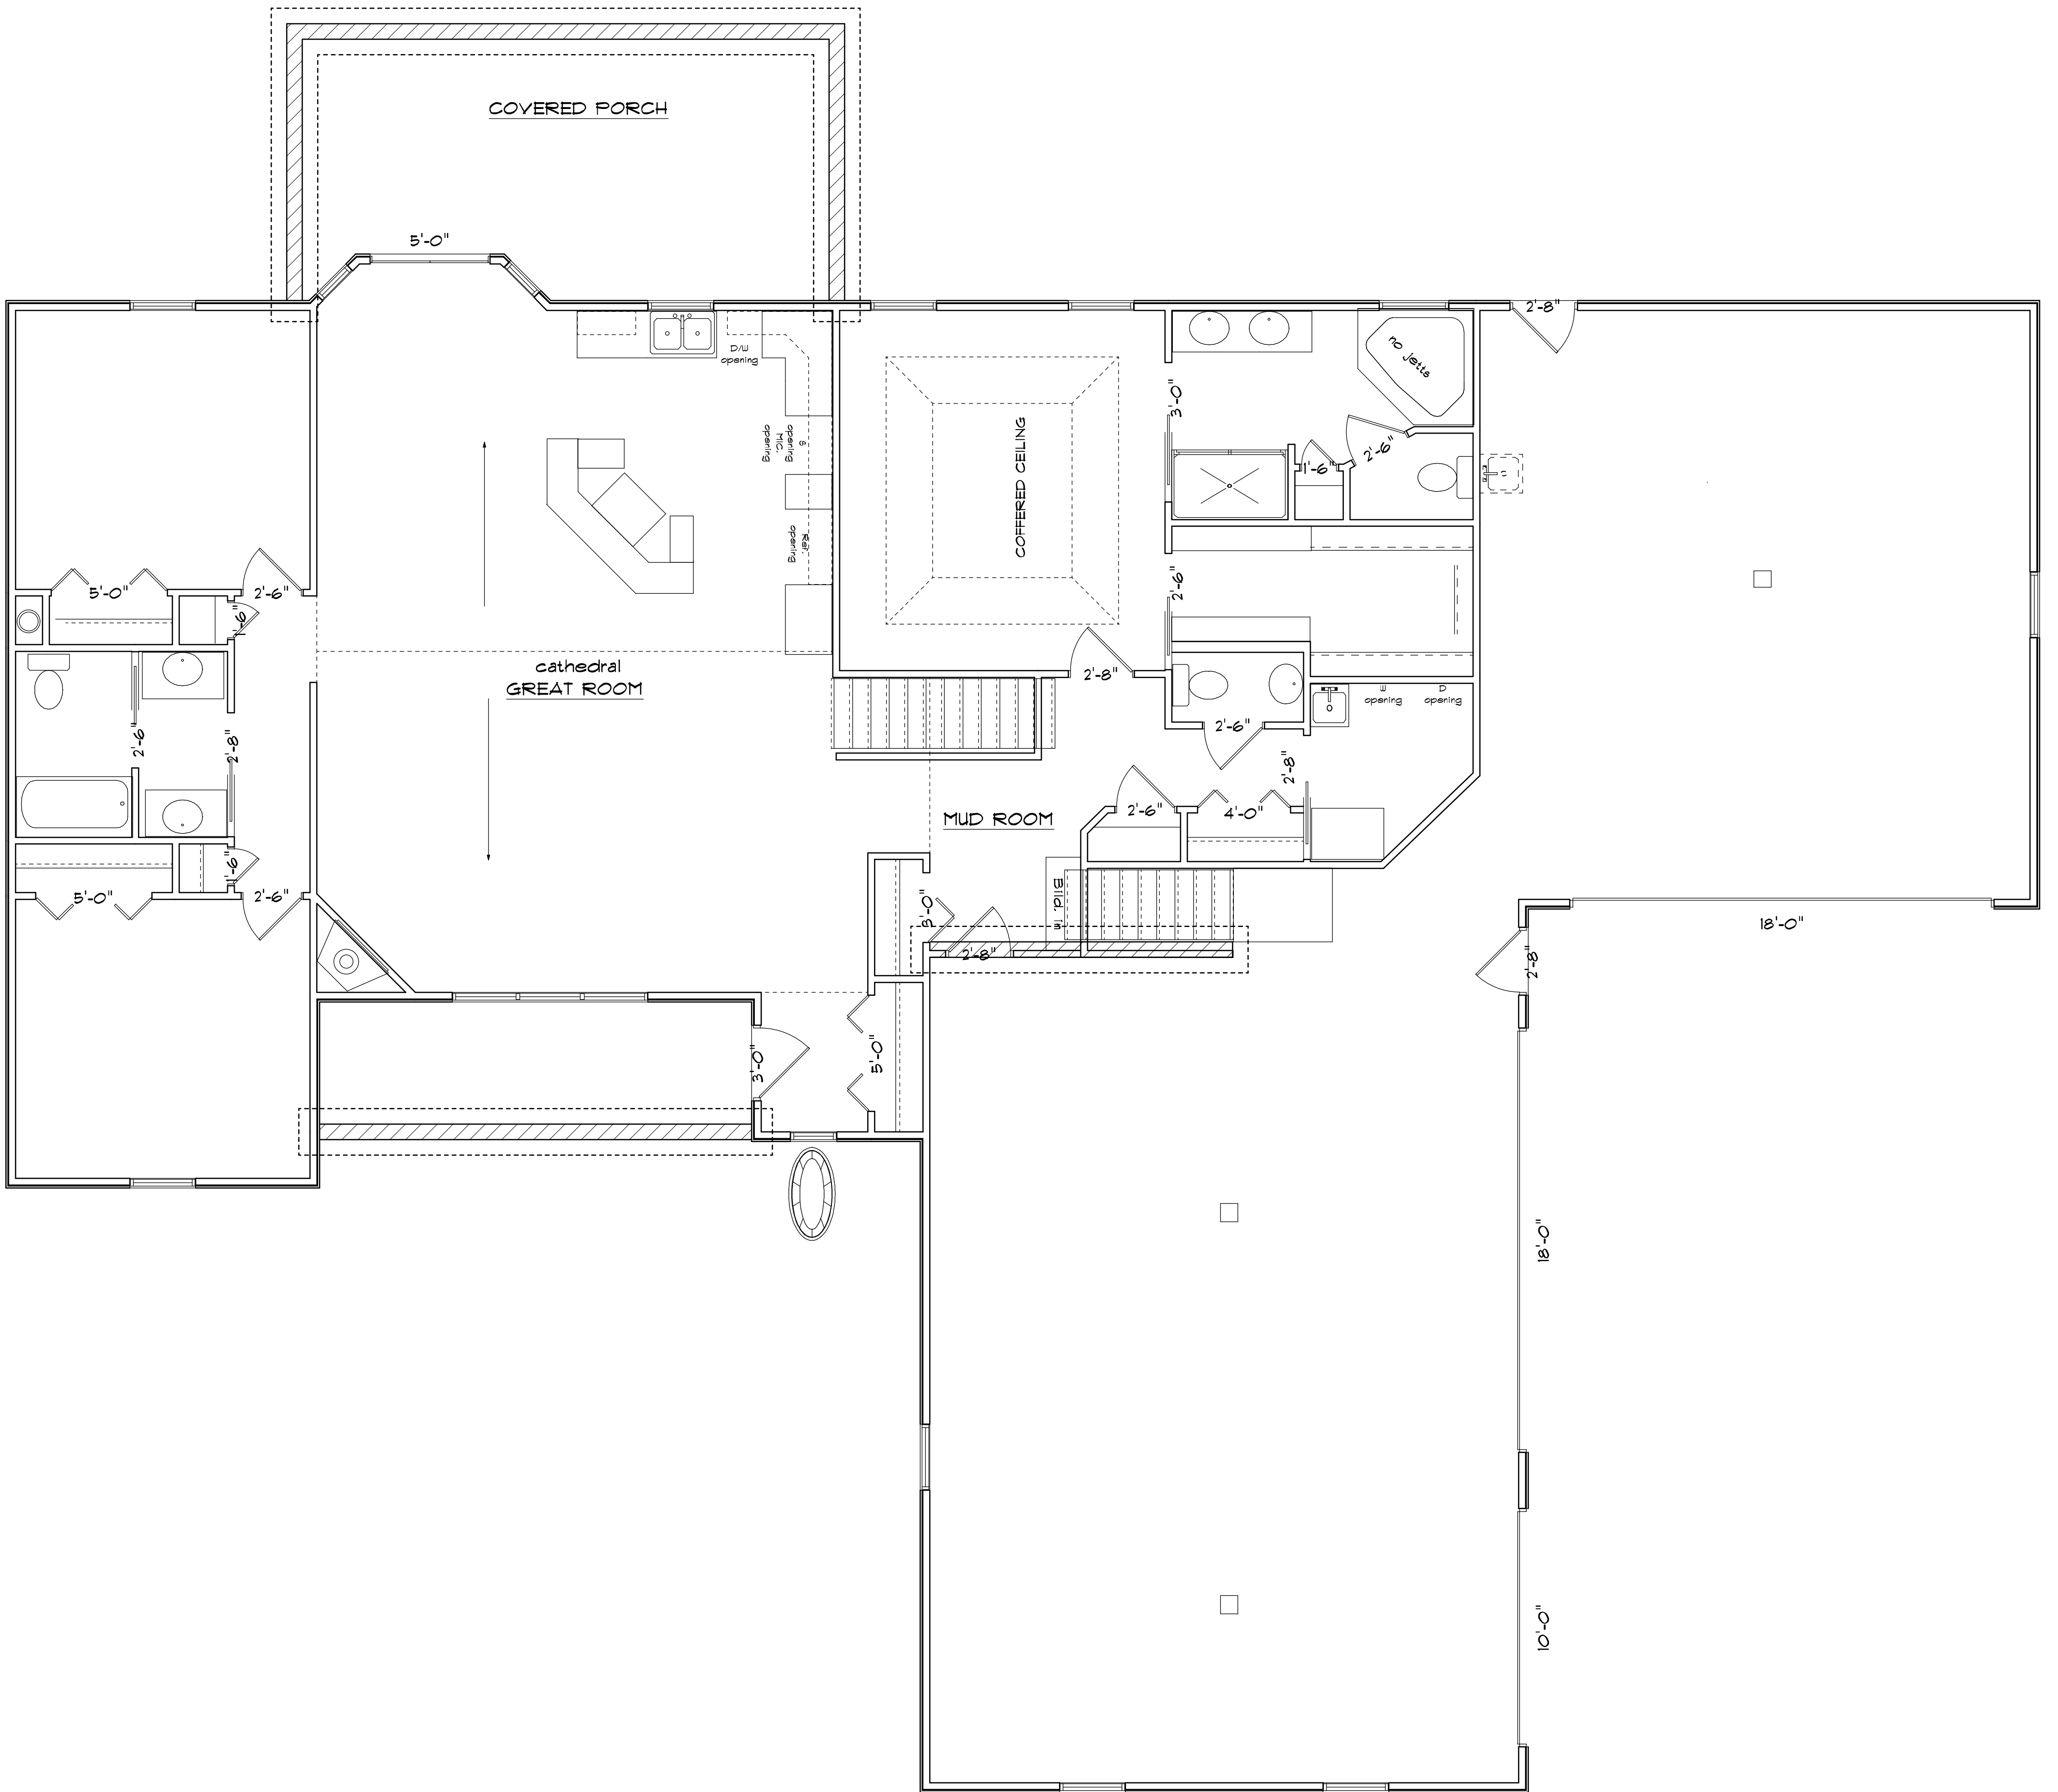 COVERED PORCH
5'-0"
2'-8"
no jetts
D/W
opening
3'-0"
opening
MIC.
&
opening
COFFERED CEILING
2'-6"
1'-6"
Ref.
opening
5'-0"
2'-6"
1'-6"
2'-6"
cathedral
GREAT ROOM
2'-8"
W
opening
D
opening
2'-6"
2'-6"
2'-8"
2'-8"
2'-6"
4'-0"
MUD ROOM
1'-6"
5'-0"
2'-6"
3'-0"
Bild. in
18'-0"
2'-8"
2'-8"
3'-0"
5'-0"
18'-0"
10'-0"